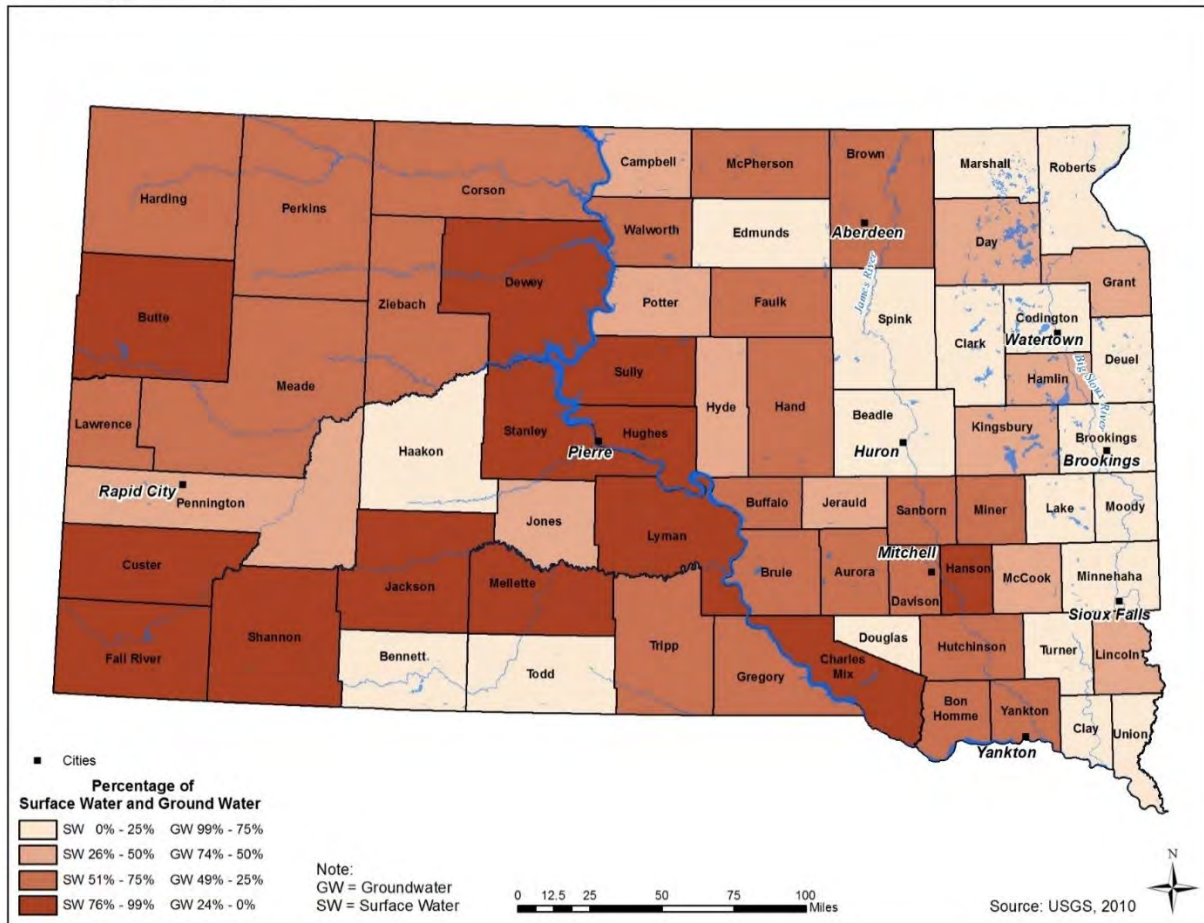 Campbell
McPherson
Brown
Marshall
Roberts
Harding
Perkins
Corson
Walworth
Edmunds
Aberdeen
Day
Dewey
James River
Grant
Butte
Ziebach
Potter
Faulk
Spink
Codington
Watertown
Clark
Deuel
Meade
Sully
Hamlin
Big Sioux River
Lawrence
Hyde
Hand
Beadle
Kingsbury
Brookings
Haakon
Stanley
Hughes
Pierre
Huron
Brookings
Rapid City
Pennington
Jones
Lyman
Buffalo
Jerauld
Sanborn
Miner
Lake
Moody
Mitchell
Custer
Jackson
Mellette
Brule
Aurora
Hanson
McCook
Minnehaha
Davison
Sioux Falls
Shannon
Fall River
Bennett
Todd
Tripp
Gregory
Charles
Mix
Douglas
Hutchinson
Turner
Lincoln
Bon
Homme
Yankton
Clay
Union
Yankton
Cities
Percentage of
Surface Water and Ground Water
SW 0% - 25% GW 99% - 75%
SW 26% - 50% GW 74% - 50%
SW 51% - 75% GW 49% - 25%
SW 76% - 99% GW 24% - 0%
Note:
GW = Groundwater
SW = Surface Water
0 12.5 25 50 75 100
Miles
N
Source: USGS, 2010